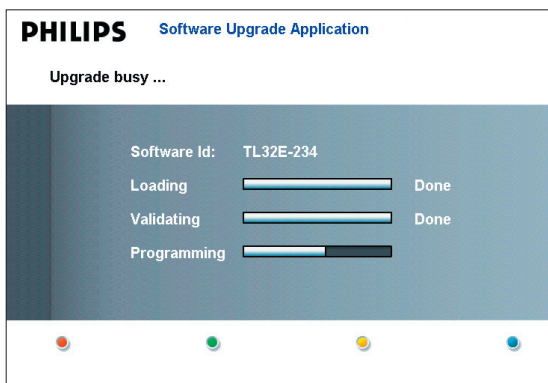 PHILIPS Software Upgrade Application
Upgrade busy ...
Software Id: TL32E-234
Loading Done
Validating Done
Programming